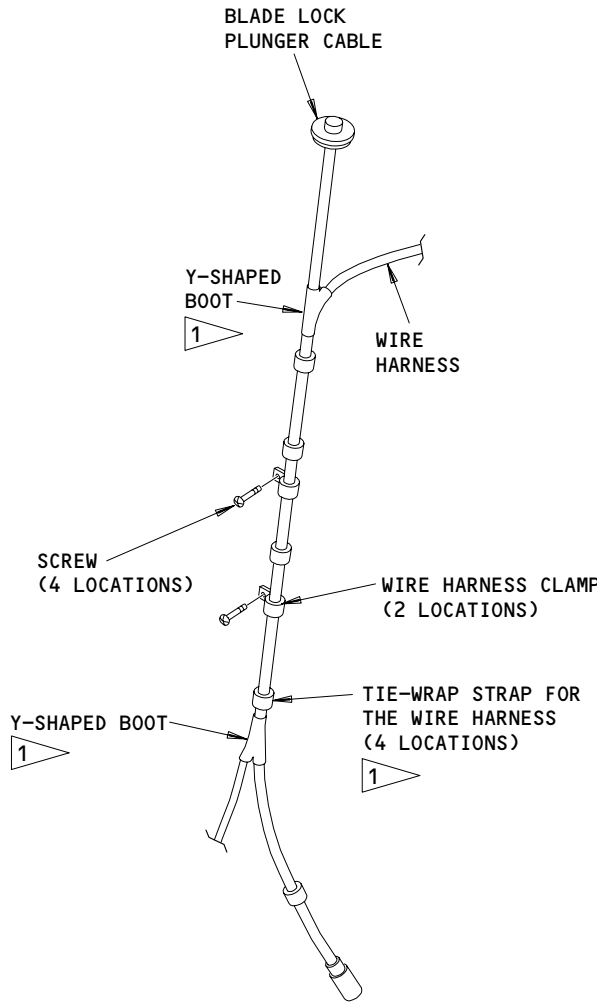 BLADE LOCK
PLUNGER CABLE
Y-SHAPED
BOOT
1
WIRE
HARNESS
SCREW
(4 LOCATIONS)
WIRE HARNESS CLAMP
(2 LOCATIONS)
TIE-WRAP STRAP FOR
THE WIRE HARNESS
(4 LOCATIONS)
1
Y-SHAPED BOOT
1